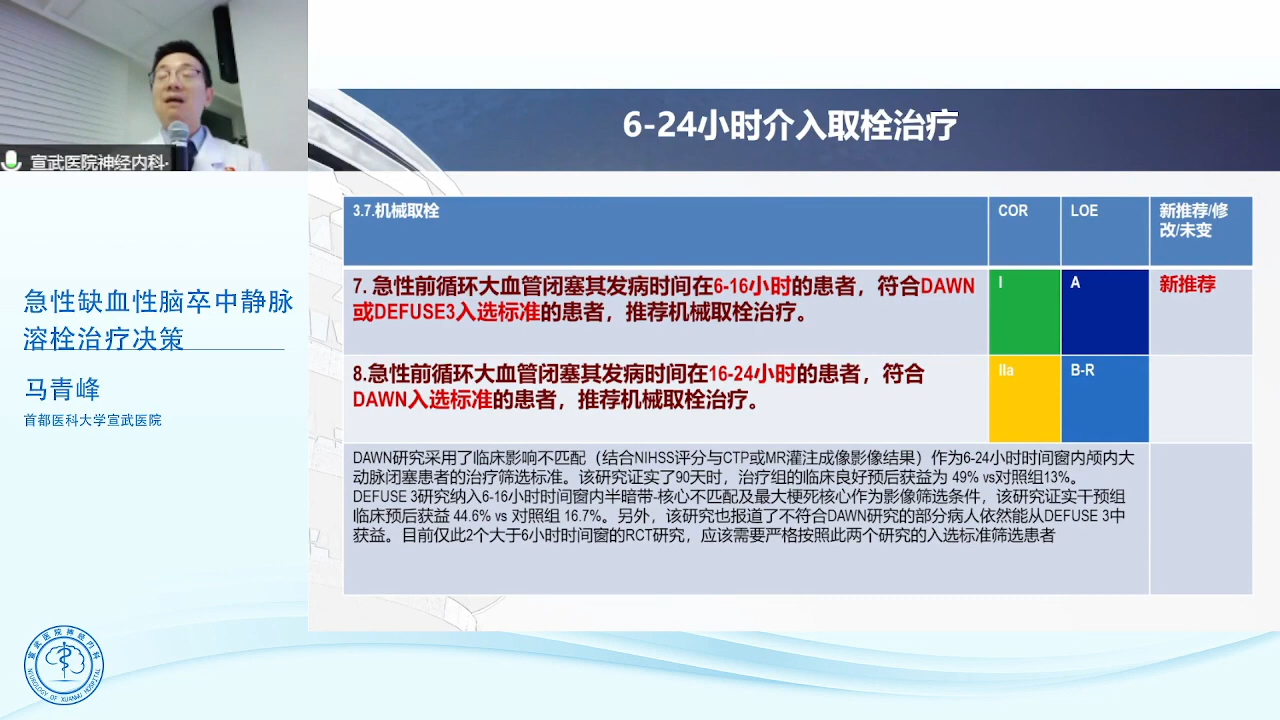 宣武医院神经内科
急性缺血性脑卒中静脉
溶栓治疗决策
马青峰
首都医科大学宣武医院
宣武医院神经内科
NEUROLOGY OF XUANWU HOSPITAL
6-24小时介入取栓治疗
3.7.机械取栓
COR
LOE
新推荐/修
改/未变
7. 急性前循环大血管闭塞其发病时间在6-16小时的患者，符合DAWN
或DEFUSE3入选标准的患者，推荐机械取栓治疗。
I
A
新推荐
8.急性前循环大血管闭塞其发病时间在16-24小时的患者，符合
DAWN入选标准的患者，推荐机械取栓治疗。
IIa
B-R
DAWN研究采用了临床影响不匹配（结合NIHSS评分与CTP或MR灌注成像影像结果）作为6-24小时时间窗内颅内大
动脉闭塞患者的治疗筛选标准。该研究证实了90天时，治疗组的临床良好预后获益为 49% vs对照组13%。
DEFUSE 3研究纳入6-16小时时间窗内半暗带-核心不匹配及最大梗死核心作为影像筛选条件，该研究证实干预组
临床预后获益 44.6% vs 对照组 16.7%。另外，该研究也报道了不符合DAWN研究的部分病人依然能从DEFUSE 3中
获益。目前仅此2个大于6小时时间窗的RCT研究，应该需要严格按照此两个研究的入选标准筛选患者